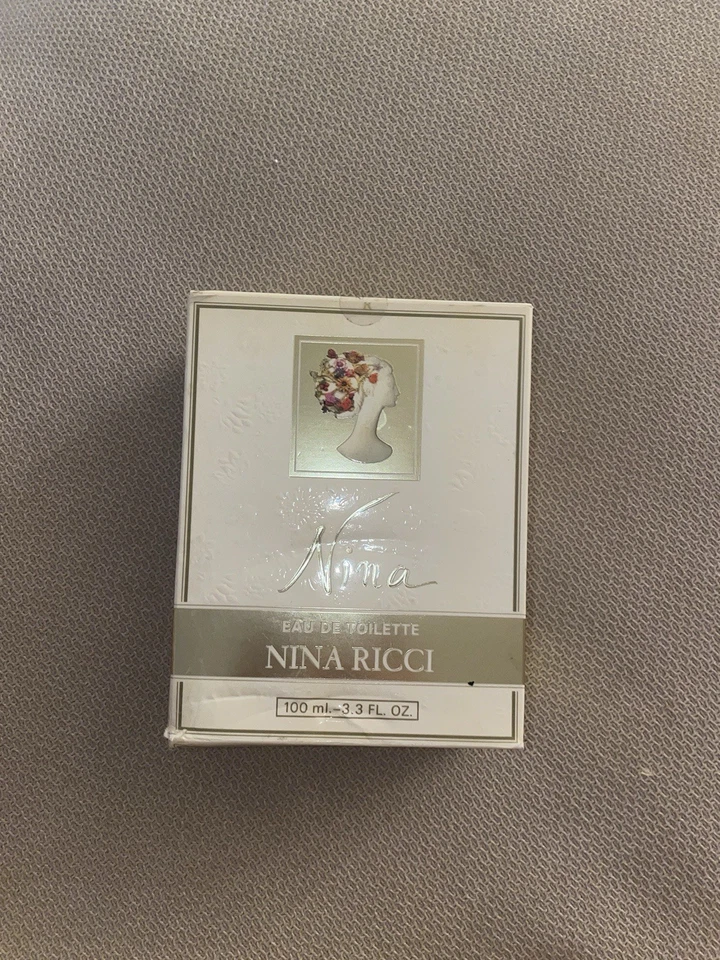 R
Nina
EAU DE TOILETTE
NINA RICCI
100 ml.–3.3 FL. OZ.